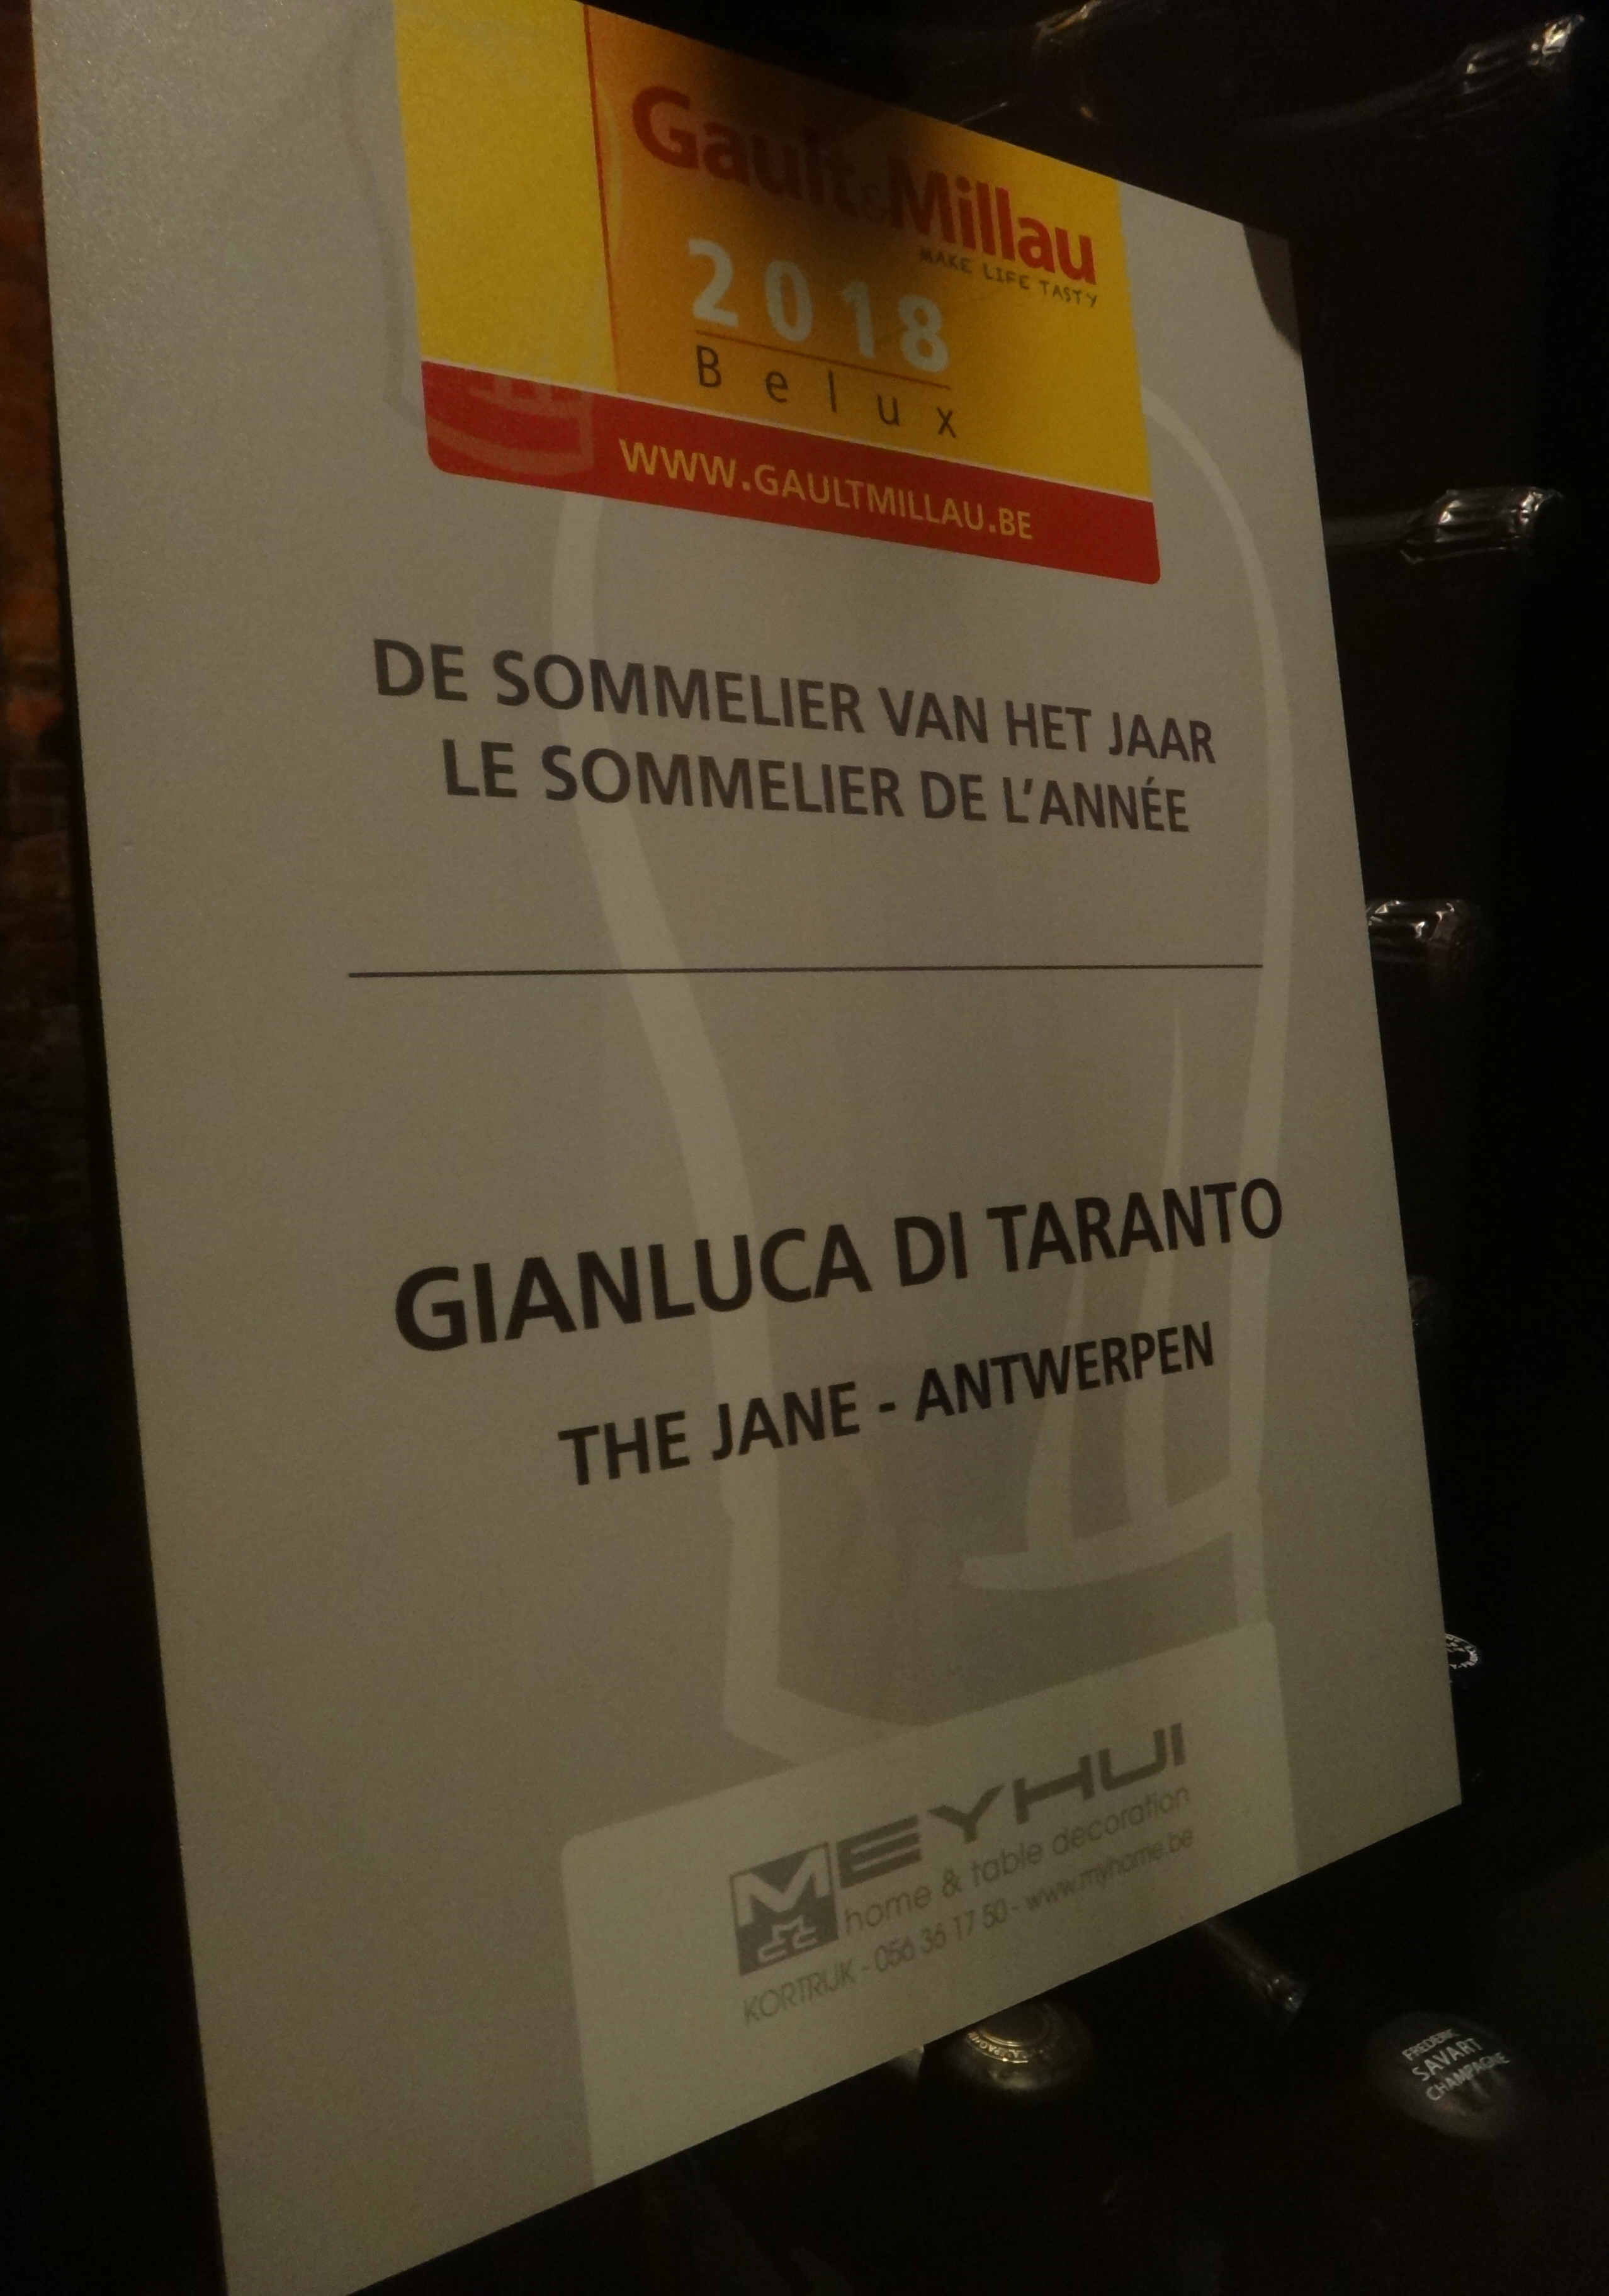 Gault&Millau
MAKE LIFE TASTY
2018
Belux
WWW.GAULTMILLAU.BE
DE SOMMELIER VAN HET JAAR
LE SOMMELIER DE L'ANNÉE
GIANLUCA DI TARANTO
THE JANE - ANTWERPEN
MEYHUI
home & table decoration
KORTRIJK - 056 36 17 50 - www.myhome.be
FREDERIC
SAVART
CHAMPAGNE